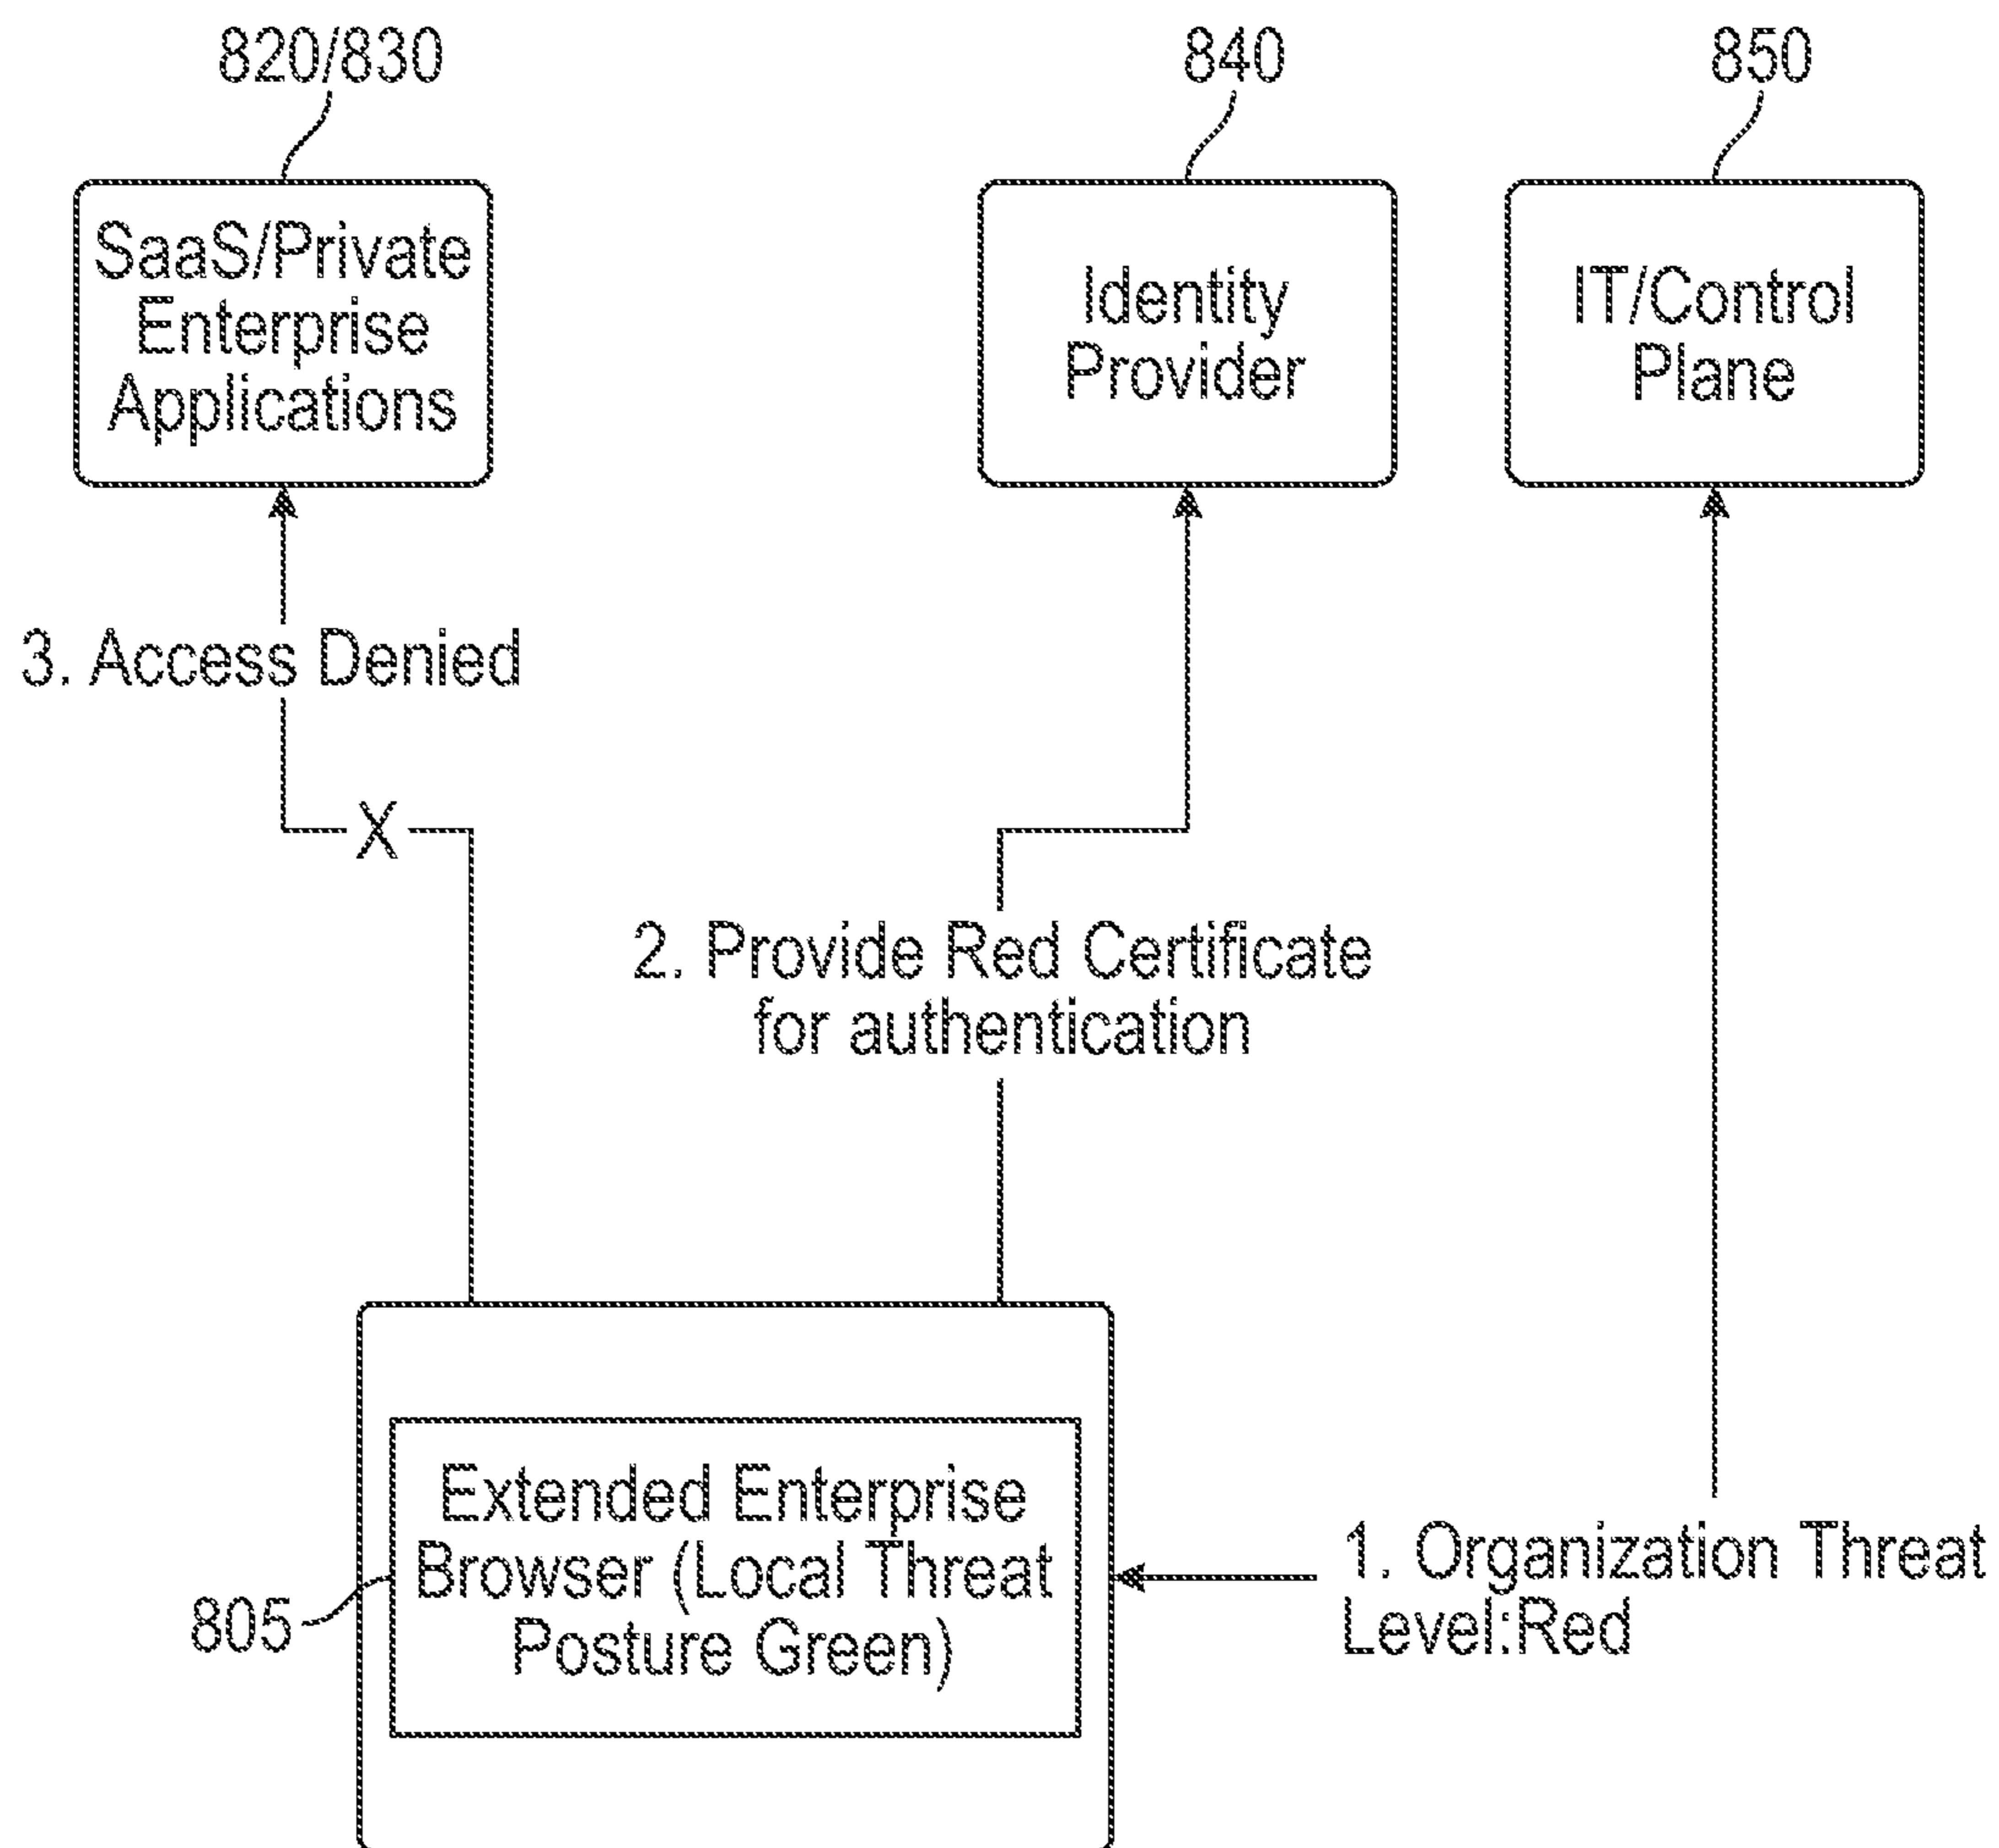 820/830
840
850
SaaS/Private
Enterprise
Applications
Identity
Provider
IT/Control
Plane
3. Access Denied
X
2. Provide Red Certificate
for authentication
Extended Enterprise
Browser (Local Threat
Posture Green)
805
1. Organization Threat
Level:Red